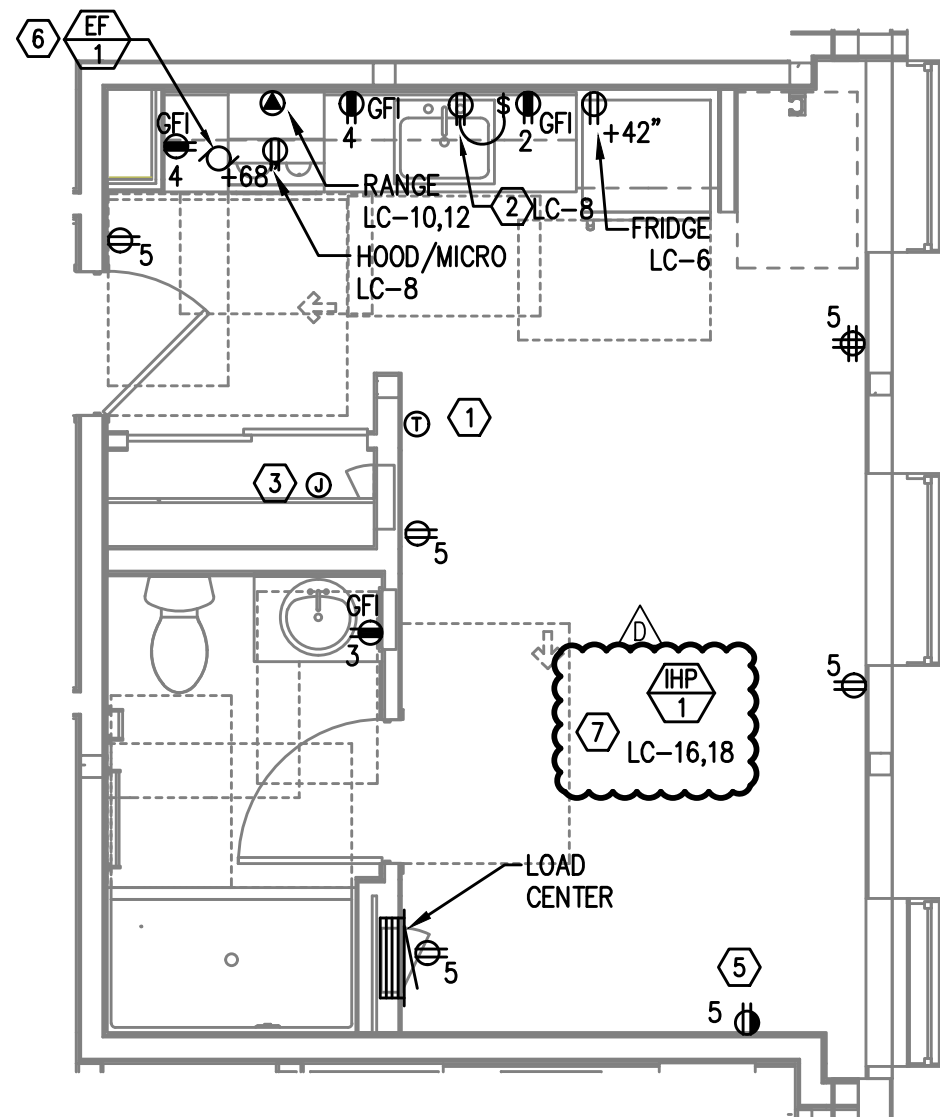 6
EF
1
GFI
4
+68"
GFI
4
$
2
GFI
+42"
RANGE
LC-10,12
2
LC-8
HOOD/MICRO
LC-8
FRIDGE
LC-6
5
5
T
1
3
J
5
GFI
3
D
IHP
1
7
LC-16,18
5
LOAD
CENTER
5
5
5